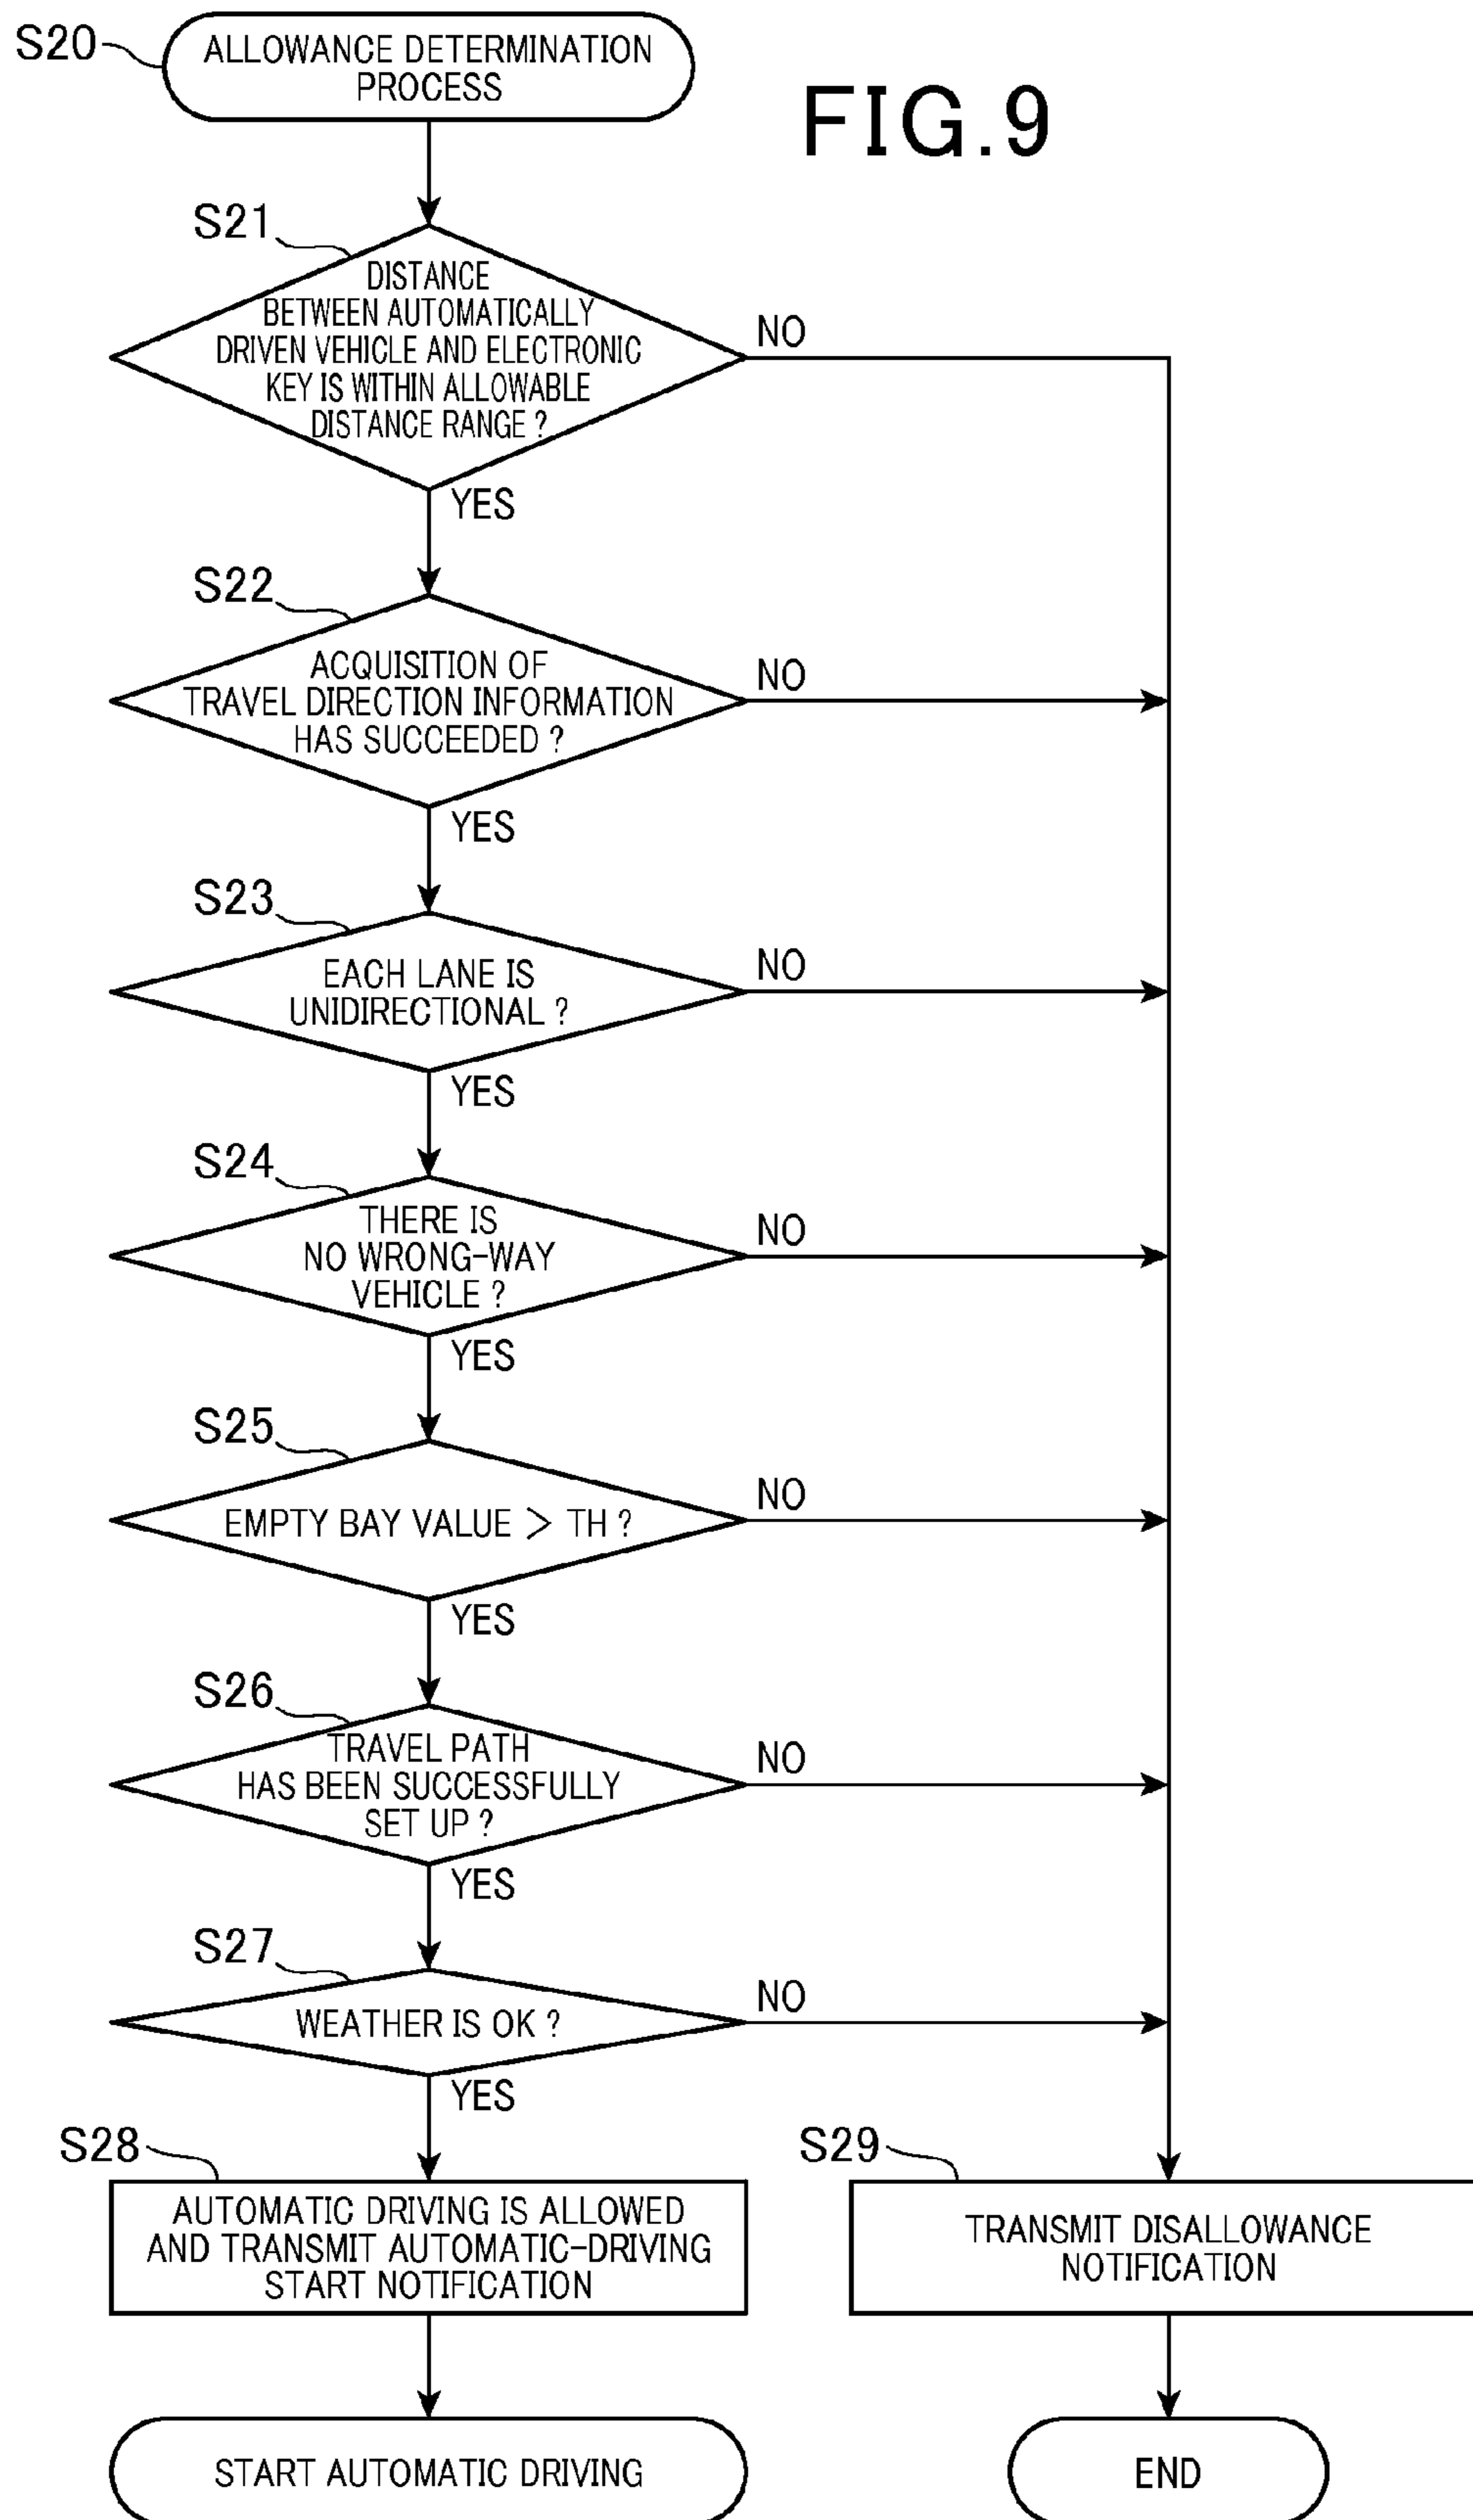 S20
ALLOWANCE DETERMINATION
PROCESS
FIG.9
S21
DISTANCE
BETWEEN AUTOMATICALLY
DRIVEN VEHICLE AND ELECTRONIC
KEY IS WITHIN ALLOWABLE
DISTANCE RANGE ?
NO
YES
S22
ACQUISITION OF
TRAVEL DIRECTION INFORMATION
HAS SUCCEEDED ?
NO
YES
S23
EACH LANE IS
UNIDIRECTIONAL ?
NO
YES
S24
THERE IS
NO WRONG-WAY
VEHICLE ?
NO
YES
S25
EMPTY BAY VALUE > TH ?
NO
YES
S26
TRAVEL PATH
HAS BEEN SUCCESSFULLY
SET UP ?
NO
YES
S27
WEATHER IS OK ?
NO
YES
S28
AUTOMATIC DRIVING IS ALLOWED
AND TRANSMIT AUTOMATIC-DRIVING
START NOTIFICATION
S29
TRANSMIT DISALLOWANCE
NOTIFICATION
START AUTOMATIC DRIVING
END